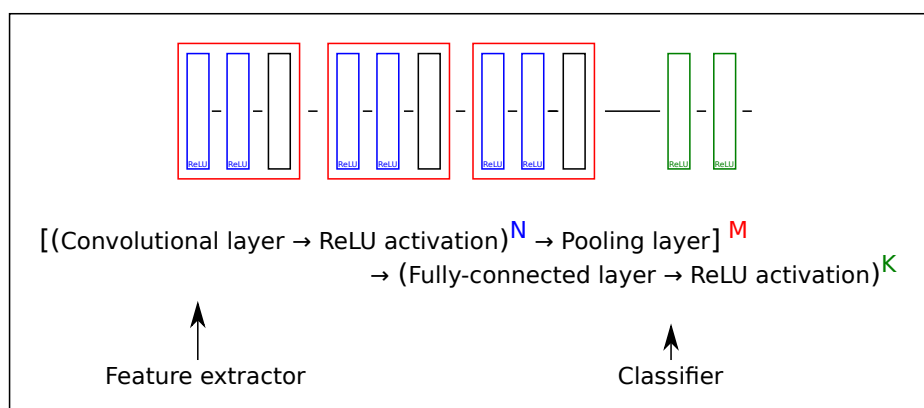 ReLU ReLU ReLU ReLU ReLU ReLU ReLU ReLU
[(Convolutional layer → ReLU activation)^N → Pooling layer] ^M
→ (Fully-connected layer → ReLU activation)^K
Feature extractor Classifier